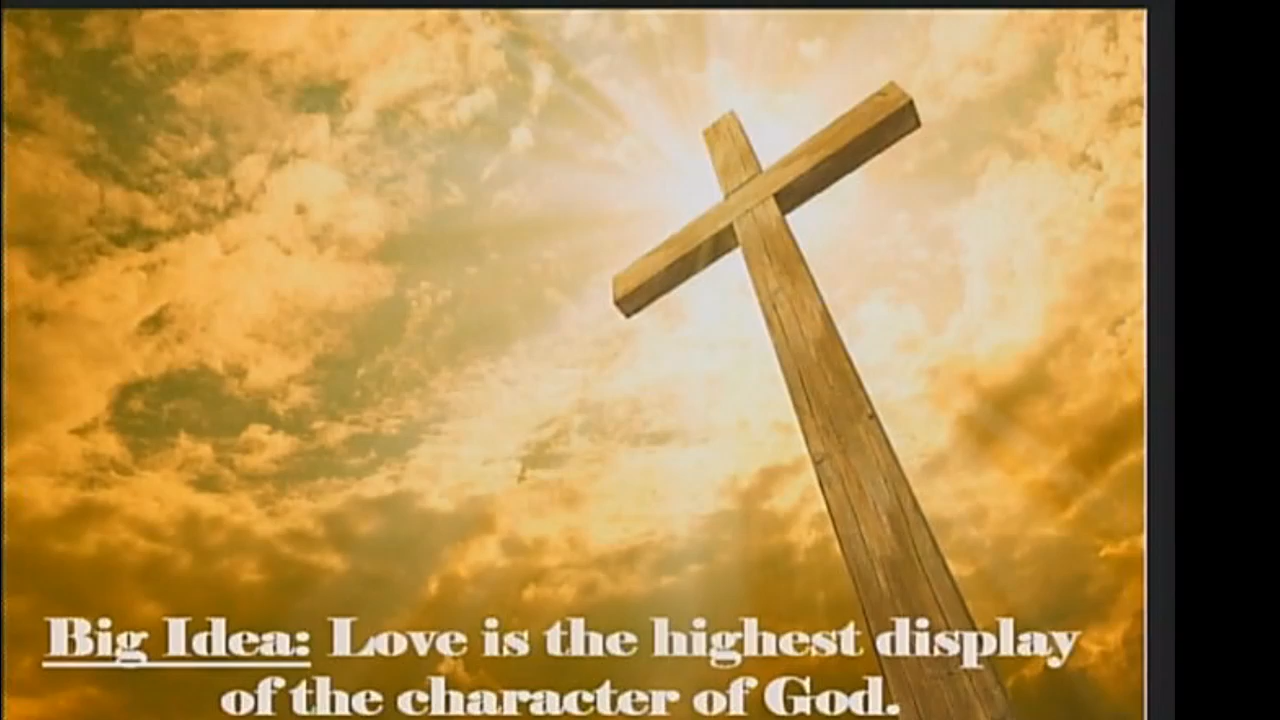 Big Idea: Love is the highest display
of the character of God.